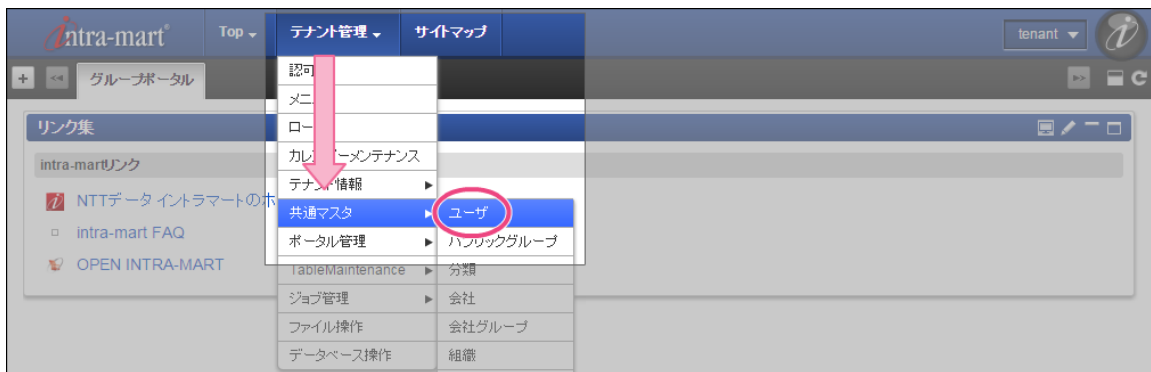 intra-mart
Top
テナント管理
サイトマップ
tenant
グループポータル
認可
メニ
ロー
カレ
ーメンテナンス
テナ
情報
共通マスタ
ユーザ
ポータル管理
パブリックグループ
TableMaintenance
分類
ジョブ管理
会社
ファイル操作
会社グループ
データベース操作
組織
リンク集
intra-martリンク
NTTデータ イントラマートのホ
intra-mart FAQ
OPEN INTRA-MART